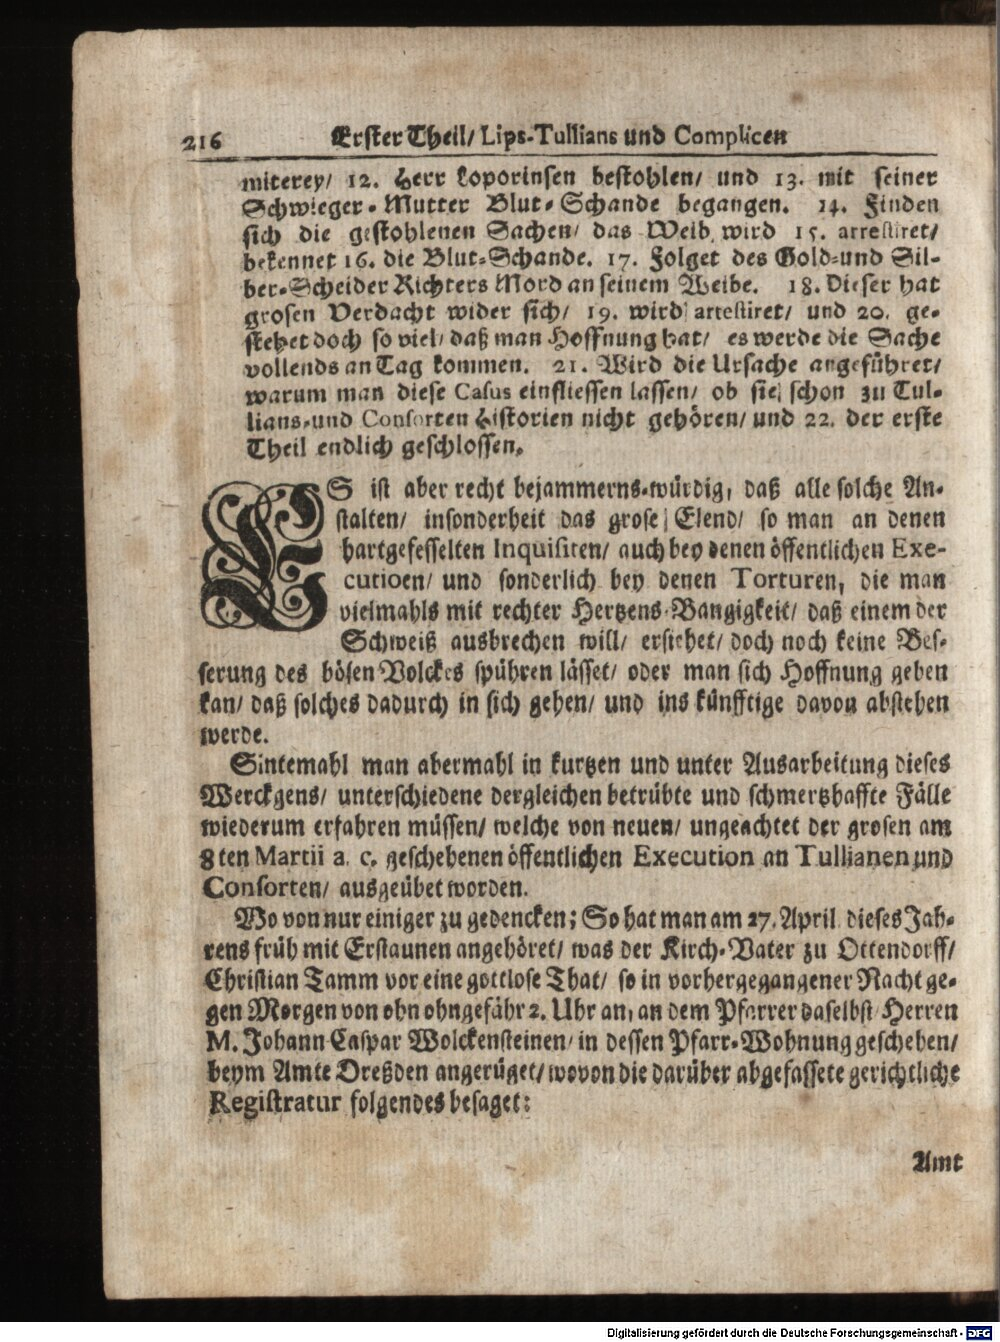 216 Erster Theil/ Lips-Tullians und Complicen
miterey/ 12. Herr Loporinsen bestohlen/ und 13. mit seiner
Schwieger-Mutter Blut-Schande begangen. 14. Finden
sich die gestohlenen Sachen/ das Weib wird 15. arrestiret/
bekennet 16. die Blut-Schande. 17. Folget des Gold-und Sil-
ber-Scheider Richters Mord an seinem Weibe. 18. Dieser hat
grosen Verdacht wider sich/ 19. wird arrestiret/ und 20. ge-
stehet doch so viel/ daß man Hoffnung hat/ es werde die Sache
vollends an Tag kommen. 21. Wird die Ursache angeführet/
warum man diese Casus einfliessen lassen/ ob sie schon zu Tul-
lians-und Consorten Historien nicht gehören/ und 22. der erste
Theil endlich geschlossen.
ES ist aber recht bejammerns-würdig, daß alle solche An-
stalten/ insonderheit das grose Elend/ so man an denen
hartgefesselten Inquisiten/ auch bey denen öffentlichen Exe-
cutioen/ und sonderlich bey denen Torturen, die man
vielmahls mit rechter Hertzens-Bangigkeit/ daß einem der
Schweiß ausbrechen will/ ersiehet/ doch noch keine Bes-
serung des bösen Volckes spühren lässet/ oder man sich Hoffnung geben
kan/ daß solches dadurch in sich gehen/ und ins künfftige davon abstehen
werde.
Sintemahl man abermahl in kurtzen und unter Ausarbeitung dieses
Werckgens/ unterschiedene dergleichen betrübte und schmertzhaffte Fälle
wiederum erfahren müssen/ welche von neuen/ ungeachtet der grosen am
8ten Martii a. c. geschehenen öffentlichen Execution an Tullianen und
Consorten/ ausgeübet worden.
Wo von nur einiger zu gedencken; So hat man am 27. April dieses Jah-
rens früh mit Erstaunen angehöret/ was der Kirch-Vater zu Ottendorff/
Christian Tamm vor eine gottlose That/ so in vorhergegangener Nacht ge-
gen Morgen von ohn ohngefähr 2. Uhr an, an dem Pfarrer daselbst Herren
M. Johann Caspar Wolckensteinen/ in dessen Pfarr-Wohnung geschehen/
beym Amte Dreßden angerüget/ wovon die darüber abgefassete gerichtliche
Registratur folgendes besaget:
Amt
Digitalisierung gefördert durch die Deutsche Forschungsgemeinschaft - DFG